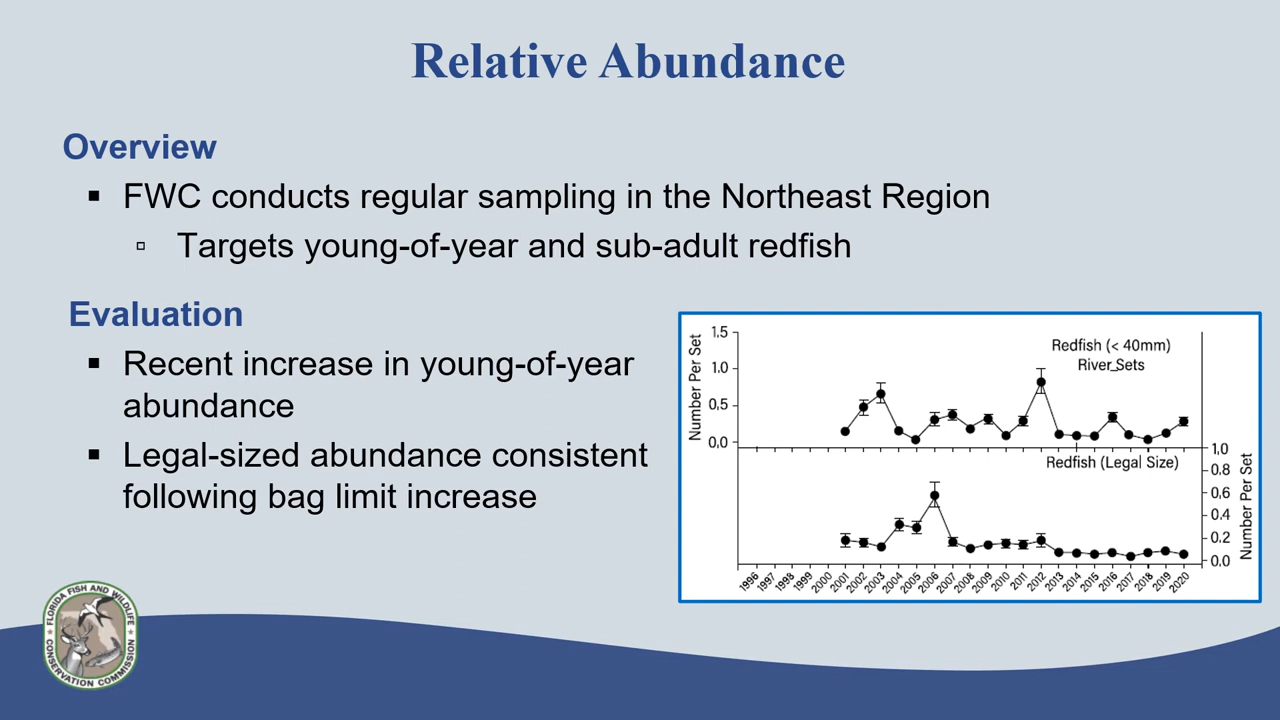 Relative Abundance
Overview
▪ FWC conducts regular sampling in the Northeast Region
▫ Targets young-of-year and sub-adult redfish
Evaluation
▪ Recent increase in young-of-year
abundance
▪ Legal-sized abundance consistent
following bag limit increase
Redfish (< 40mm)
River Sets
Number Per Set
1.5
1.0
0.5
0.0
Redfish (Legal Size)
Number Per Set
1.0
0.8
0.6
0.4
0.2
0.0
1996 1997 1998 1999 2000 2001 2002 2003 2004 2005 2006 2007 2008 2009 2010 2011 2012 2013 2014 2015 2016 2017 2018 2019 2020
FLORIDA FISH AND WILDLIFE
CONSERVATION COMMISSION